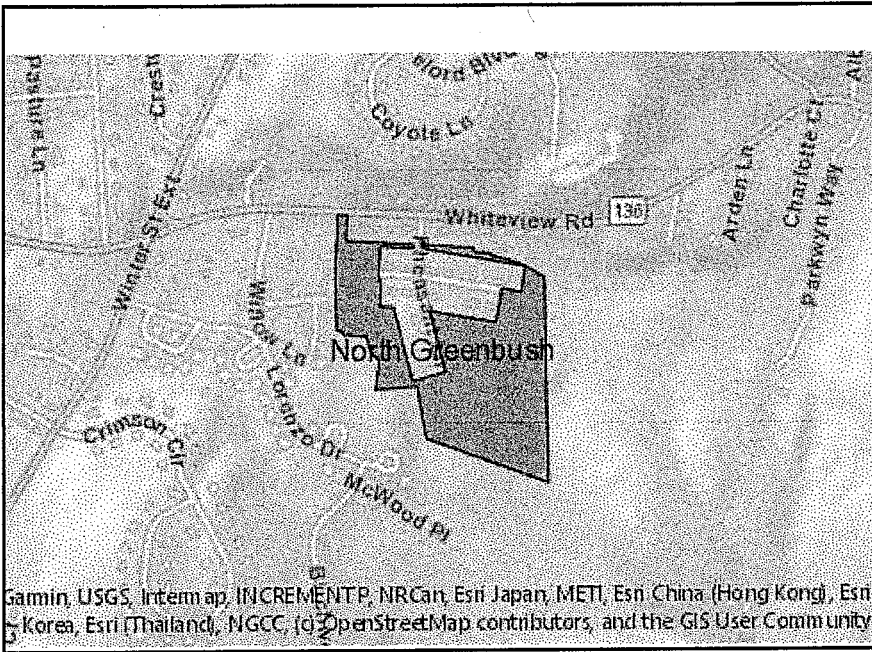 Pasture Ln
Coyote Ln
Whiteview Rd
136
Arden Ln
Charlotte Ct
Parkwyn Way
Winter St Ext
Willow Ln
North Greenbush
Lorenzo Dr
Crimson Cir
McWood Pl
Garmin, USGS, Intermap, INCREMENT P, NRCan, Esri Japan, METI, Esri China (Hong Kong), Esri
Korea, Esri (Thailand), NGCC, (c) OpenStreetMap contributors, and the GIS User Community